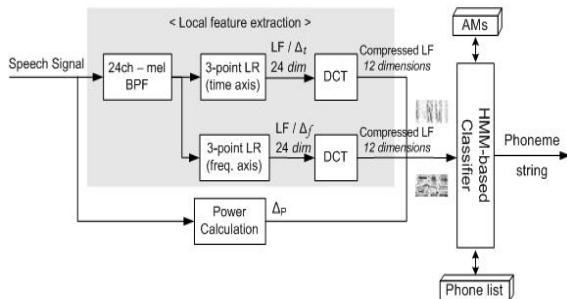 < Local feature extraction >
AMs
Speech Signal
24ch – mel
BPF
3-point LR
(time axis)
LF / Δt
24 dim
DCT
Compressed LF
12 dimensions
3-point LR
(freq. axis)
LF / Δf
24 dim
DCT
Compressed LF
12 dimensions
HMM-based
Classifier
Phoneme
string
Power
Calculation
ΔP
Phone list